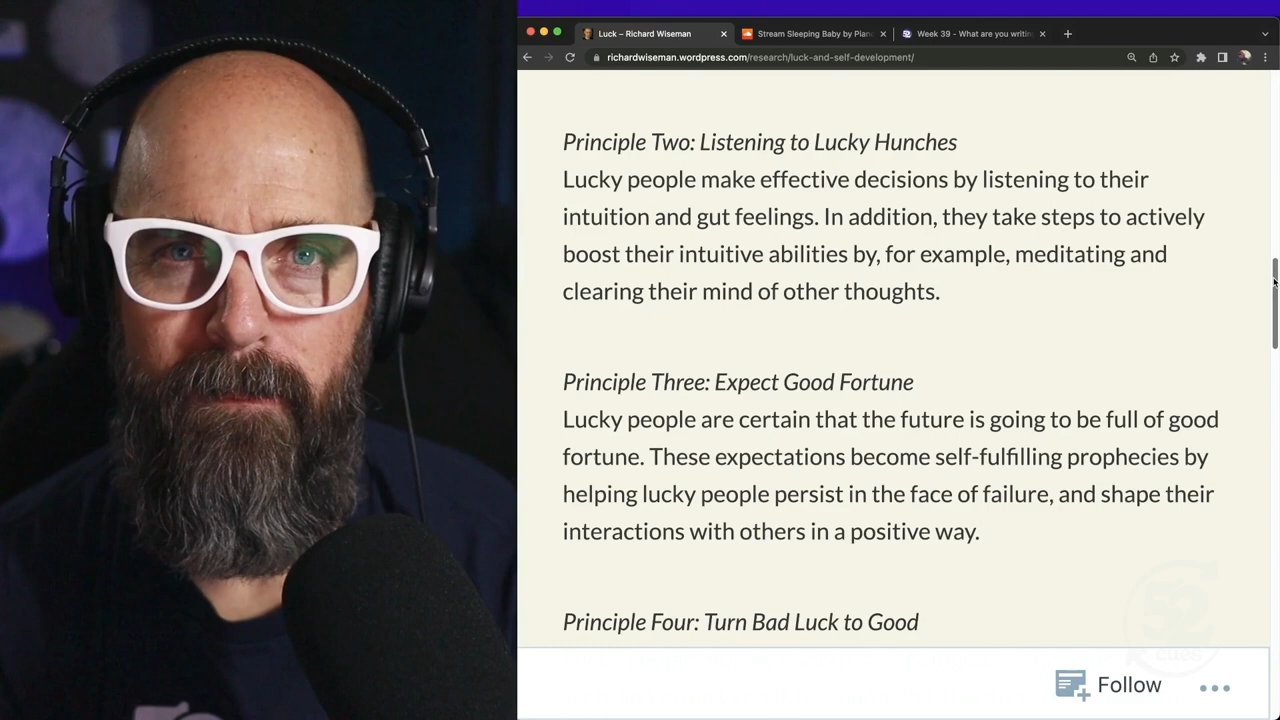 Luck – Richard Wiseman
Stream Sleeping Baby by Pian
Week 39 - What are you writin
richardwiseman.wordpress.com/research/luck-and-self-development/
Principle Two: Listening to Lucky Hunches
Lucky people make effective decisions by listening to their
intuition and gut feelings. In addition, they take steps to actively
boost their intuitive abilities by, for example, meditating and
clearing their mind of other thoughts.
Principle Three: Expect Good Fortune
Lucky people are certain that the future is going to be full of good
fortune. These expectations become self-fulfilling prophecies by
helping lucky people persist in the face of failure, and shape their
interactions with others in a positive way.
Principle Four: Turn Bad Luck to Good
52
cues
Follow